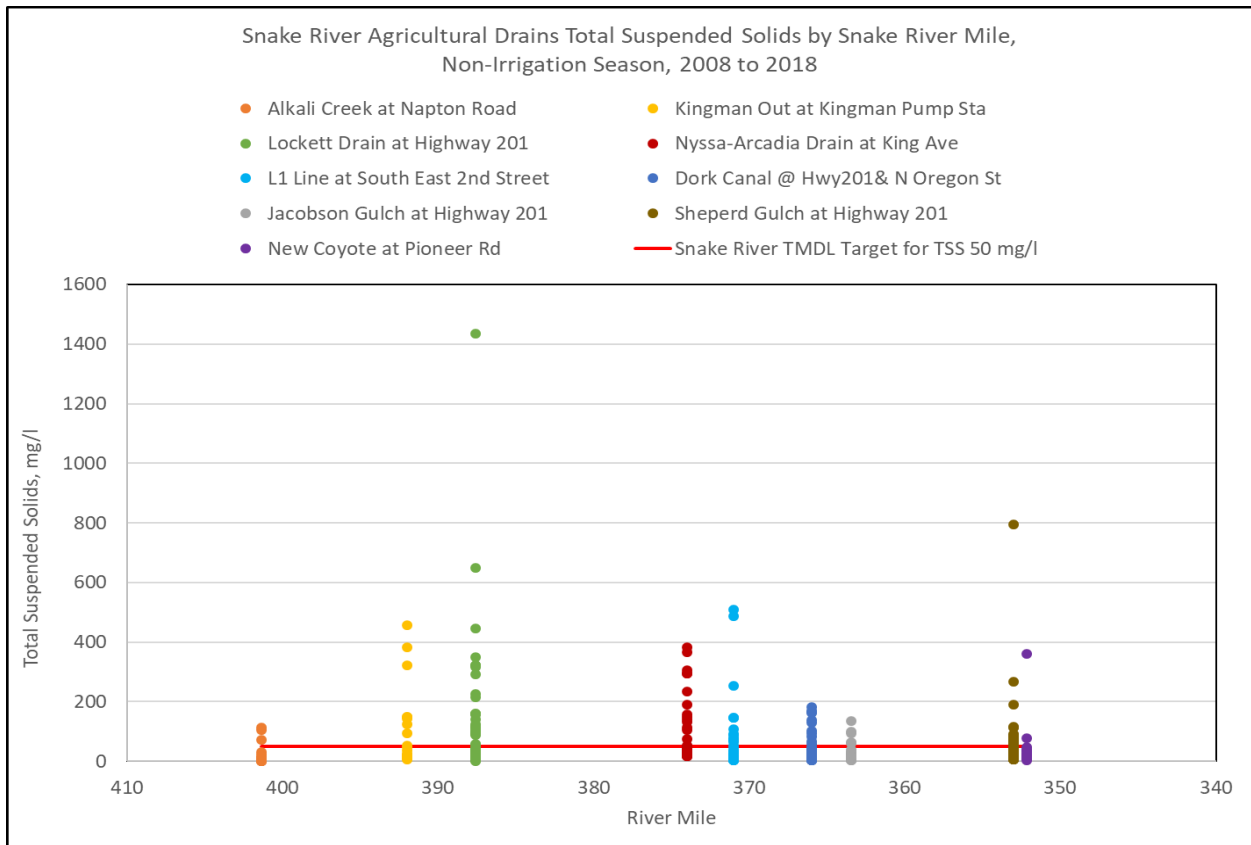 Snake River Agricultural Drains Total Suspended Solids by Snake River Mile,
Non-Irrigation Season, 2008 to 2018
Alkali Creek at Napton Road
Kingman Out at Kingman Pump Sta
Lockett Drain at Highway 201
Nyssa-Arcadia Drain at King Ave
L1 Line at South East 2nd Street
Dork Canal @ Hwy201& N Oregon St
Jacobson Gulch at Highway 201
Sheperd Gulch at Highway 201
New Coyote at Pioneer Rd
Snake River TMDL Target for TSS 50 mg/l
Total Suspended Solids, mg/l
1600
1400
1200
1000
800
600
400
200
0
410
400
390
380
370
360
350
340
River Mile